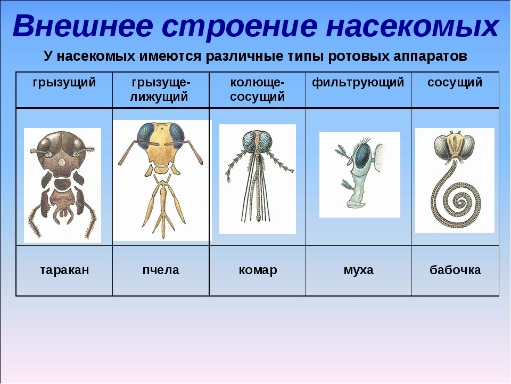 Внешнее строение насекомых
У насекомых имеются различные типы ротовых аппаратов
грызущий
грызуще-
лижущий
колюще-
сосущий
фильтрующий
сосущий
таракан
пчела
комар
муха
бабочка